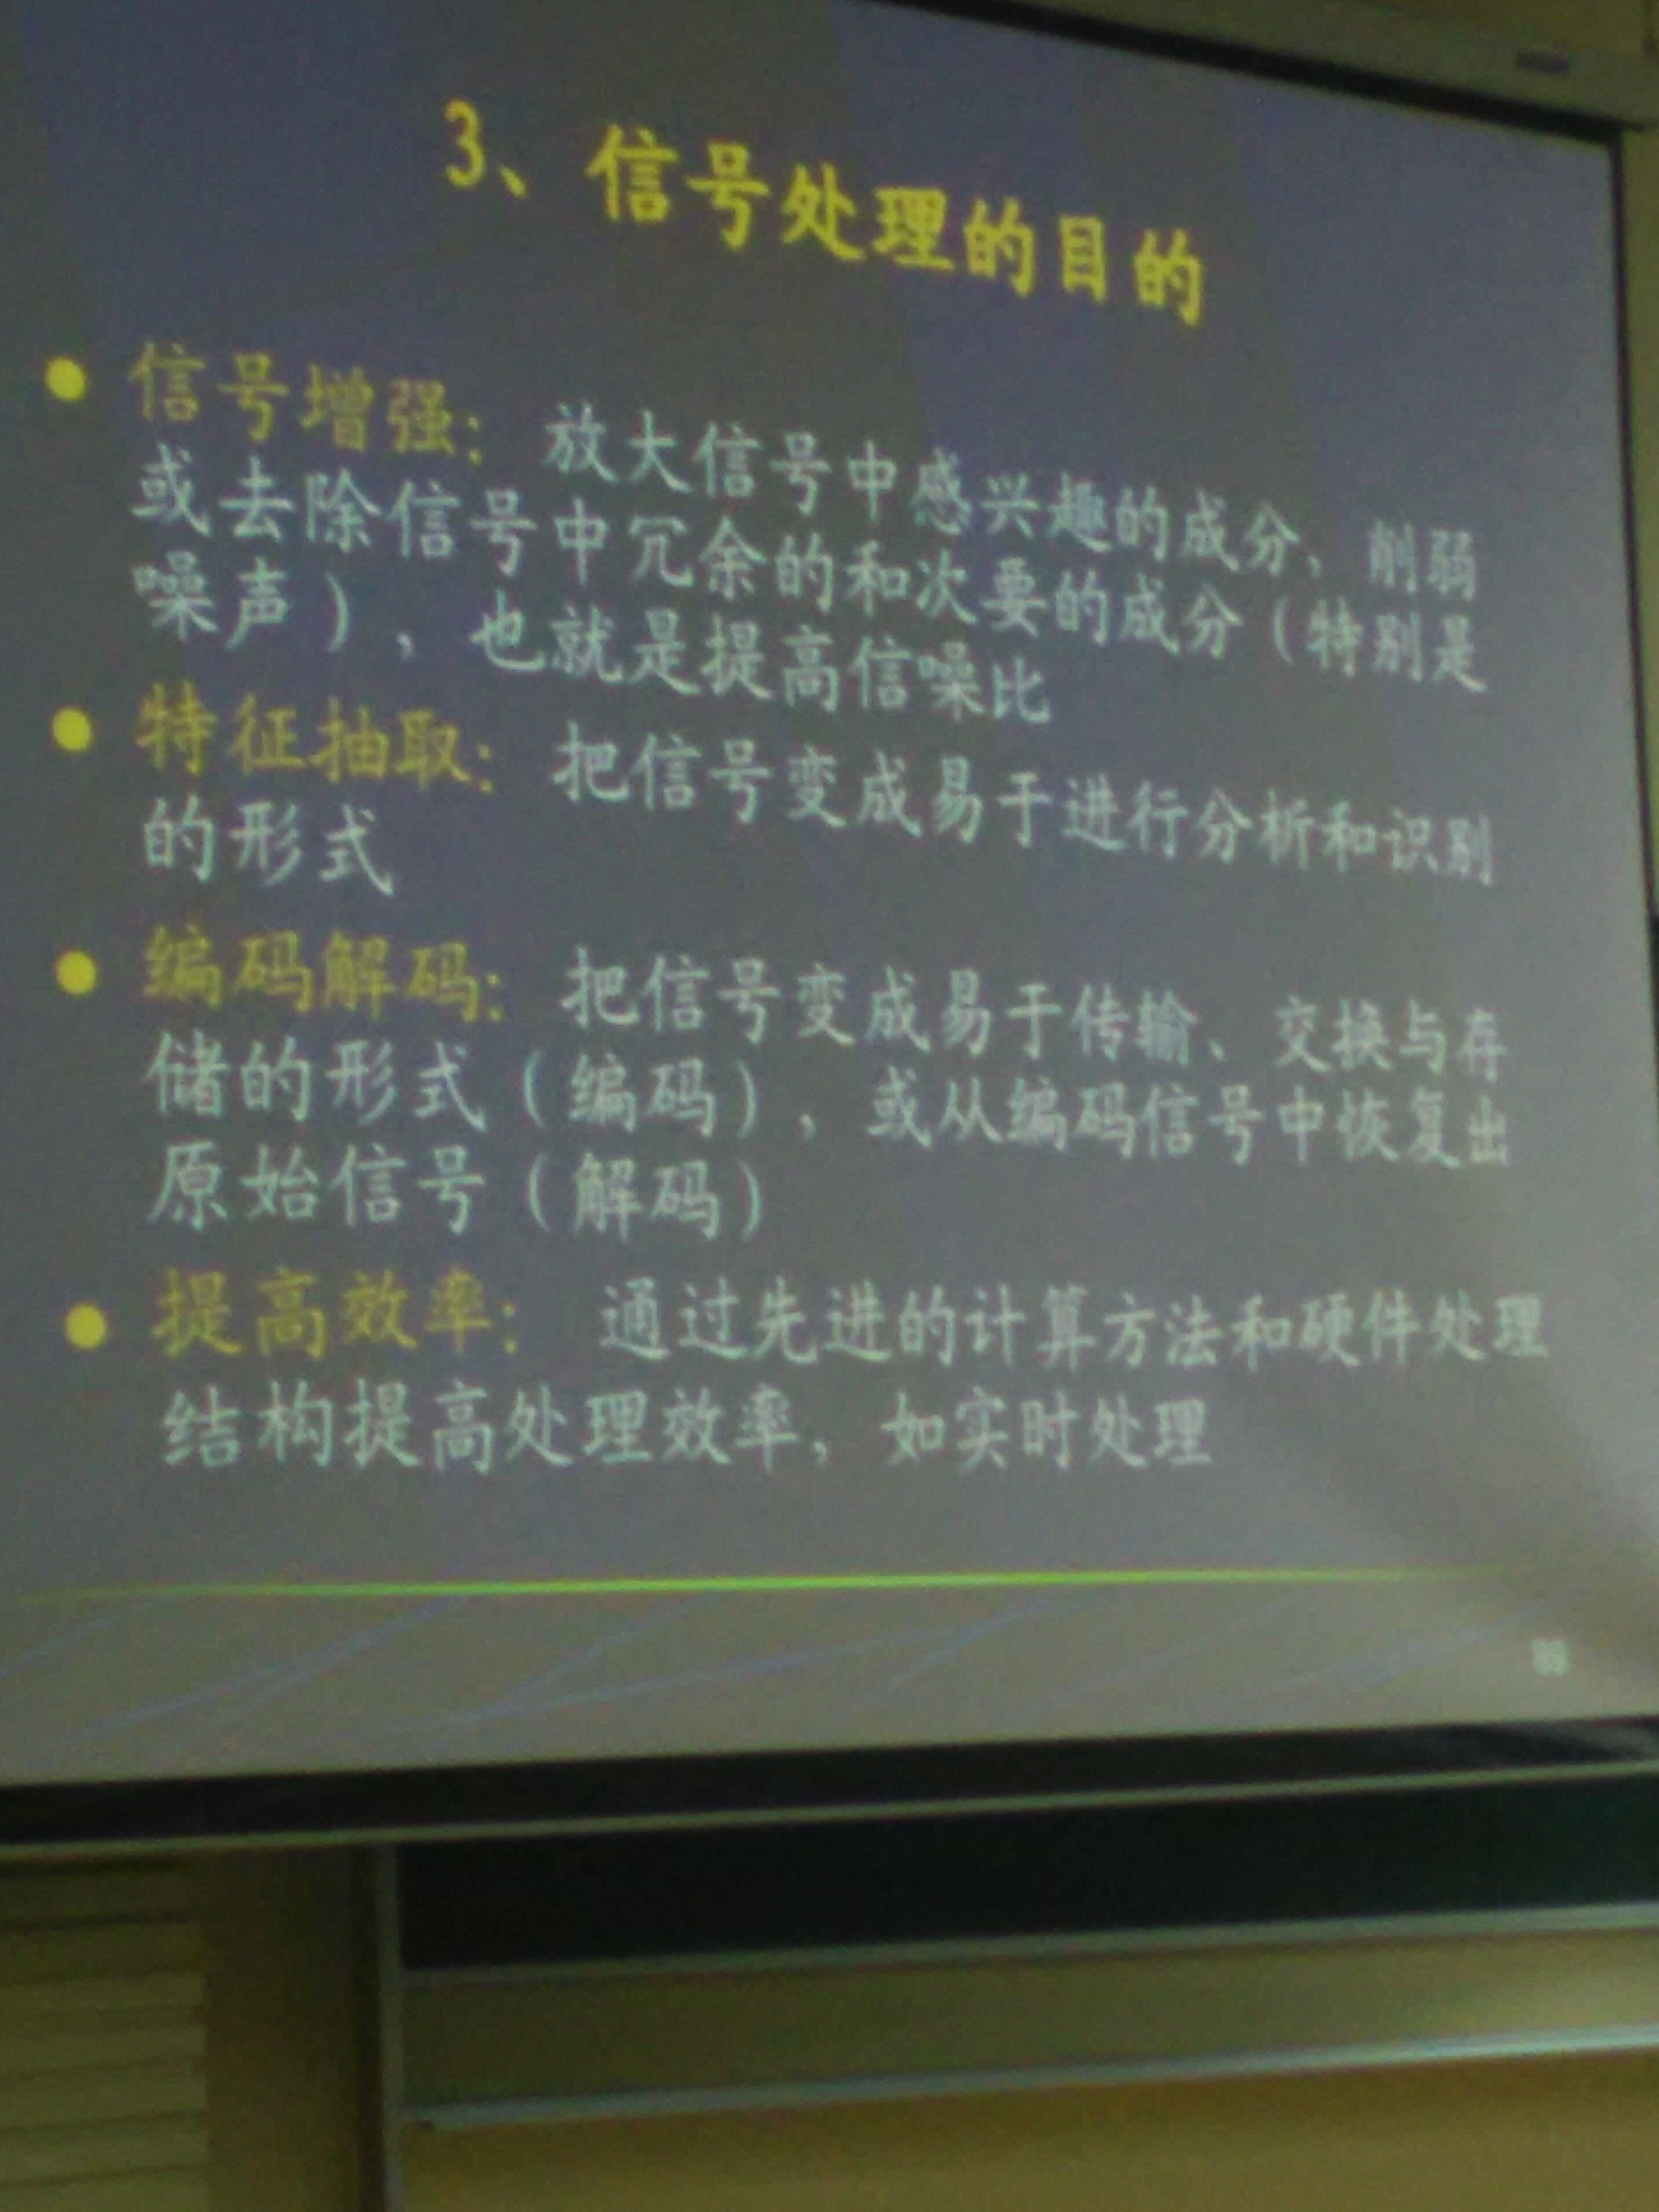 3、信号处理的目的
● 信号增强：放大信号中感兴趣的成分、削弱
或去除信号中冗余的和次要的成分（特别是
噪声），也就是提高信噪比
● 特征抽取：把信号变成易于进行分析和识别
的形式
● 编码解码：把信号变成易于传输、交换与存
储的形式（编码），或从编码信号中恢复出
原始信号（解码）
● 提高效率：通过先进的计算方法和硬件处理
结构提高处理效率，如实时处理